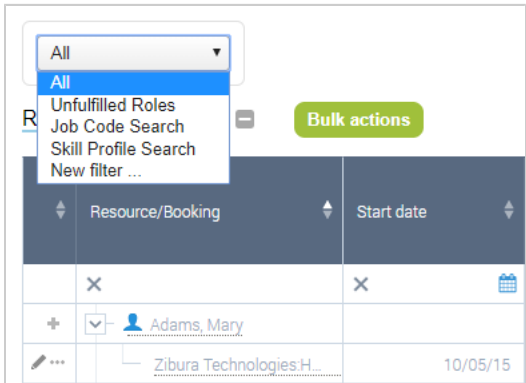 All
All
Unfulfilled Roles
Job Code Search
Skill Profile Search
New filter ...
R
Bulk actions
Resource/Booking
Start date
Adams, Mary
Zibura Technologies:H...
10/05/15